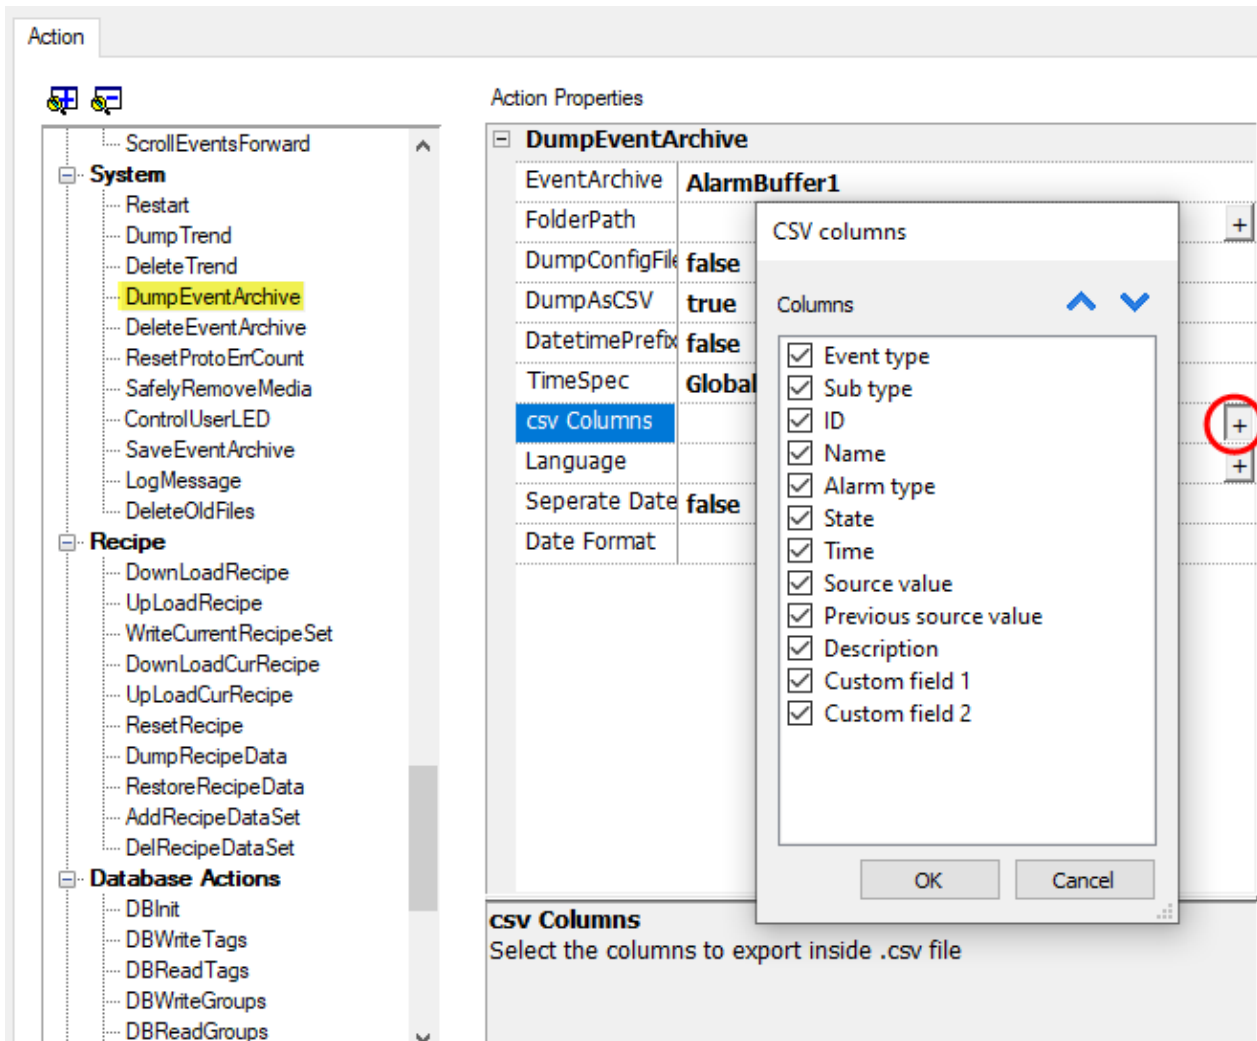 Action
ScrollEventsForward
System
Restart
DumpTrend
DeleteTrend
DumpEventArchive
DeleteEventArchive
ResetProtoErrCount
SafelyRemoveMedia
ControlUserLED
SaveEventArchive
LogMessage
DeleteOldFiles
Recipe
DownLoadRecipe
UpLoadRecipe
WriteCurrentRecipeSet
DownLoadCurRecipe
UpLoadCurRecipe
ResetRecipe
DumpRecipeData
RestoreRecipeData
AddRecipeDataSet
DelRecipeDataSet
Database Actions
DBInit
DBWriteTags
DBReadTags
DBWriteGroups
DBReadGroups
Action Properties
DumpEventArchive
EventArchive AlarmBuffer1
FolderPath +
DumpConfigFile false
DumpAsCSV true
DatetimePrefix false
TimeSpec Global
csv Columns +
Language +
Seperate Date false
Date Format
CSV columns
Columns
Event type
Sub type
ID
Name
Alarm type
State
Time
Source value
Previous source value
Description
Custom field 1
Custom field 2
OK Cancel
csv Columns
Select the columns to export inside .csv file